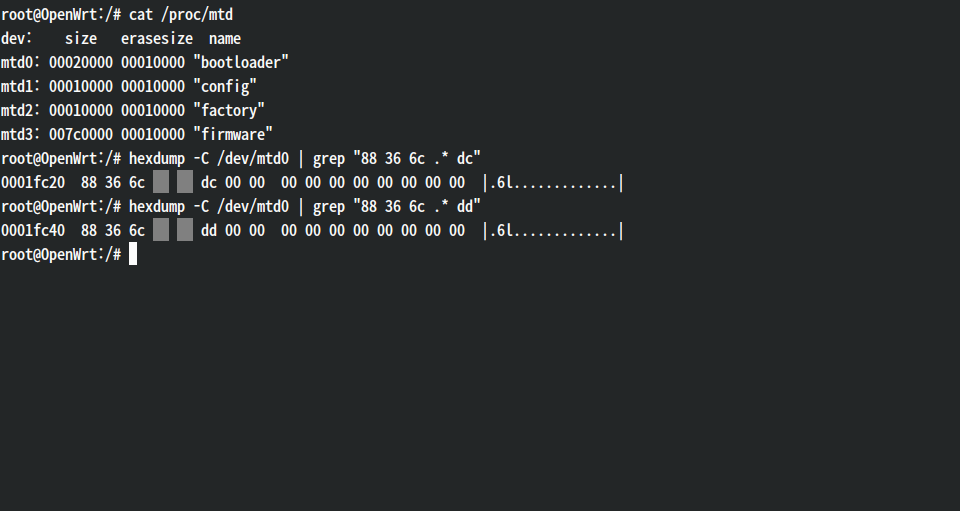 root@OpenWrt:/# cat /proc/mtd
dev:    size   erasesize  name
mtd0: 00020000 00010000 "bootloader"
mtd1: 00010000 00010000 "config"
mtd2: 00010000 00010000 "factory"
mtd3: 007c0000 00010000 "firmware"
root@OpenWrt:/# hexdump -C /dev/mtd0 | grep "88 36 6c .* dc"
0001fc20  88 36 6c       dc 00 00  00 00 00 00 00 00 00 00  |.6l.............|
root@OpenWrt:/# hexdump -C /dev/mtd0 | grep "88 36 6c .* dd"
0001fc40  88 36 6c       dd 00 00  00 00 00 00 00 00 00 00  |.6l.............|
root@OpenWrt:/#